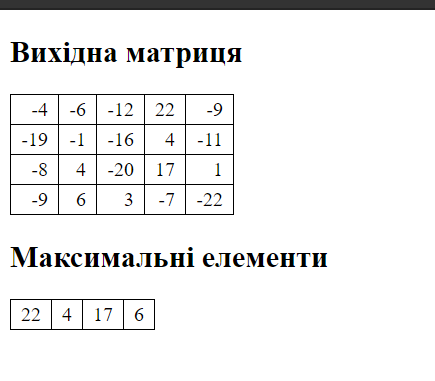 Вихідна матриця
-4 -6 -12 22 -9
-19 -1 -16 4 -11
-8 4 -20 17 1
-9 6 3 -7 -22
Максимальні елементи
22 4 17 6